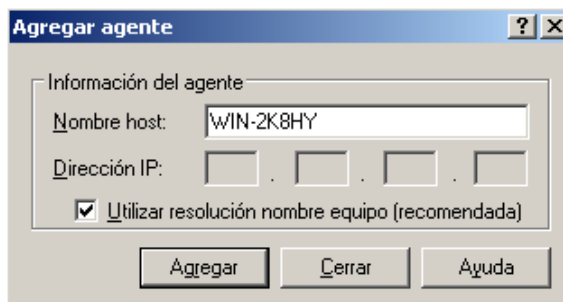 Agregar agente
Información del agente
Nombre host: WIN-2K8HY
Dirección IP: . . .
Utilizar resolución nombre equipo (recomendada)
Agregar Cerrar Ayuda